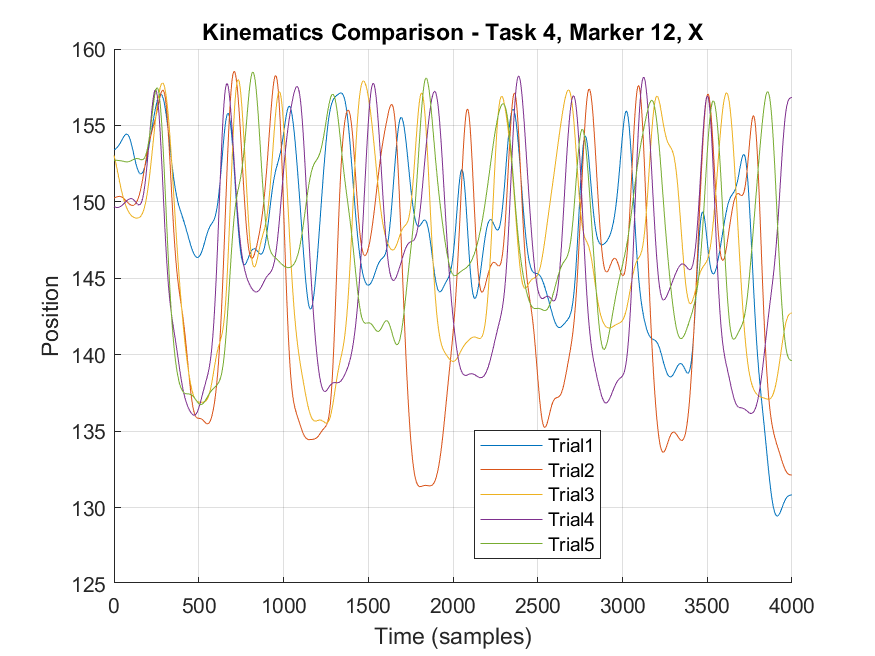 Kinematics Comparison - Task 4, Marker 12, X
160
155
150
145
140
135
130
125
Position
0 500 1000 1500 2000 2500 3000 3500 4000
Time (samples)
Trial1
Trial2
Trial3
Trial4
Trial5